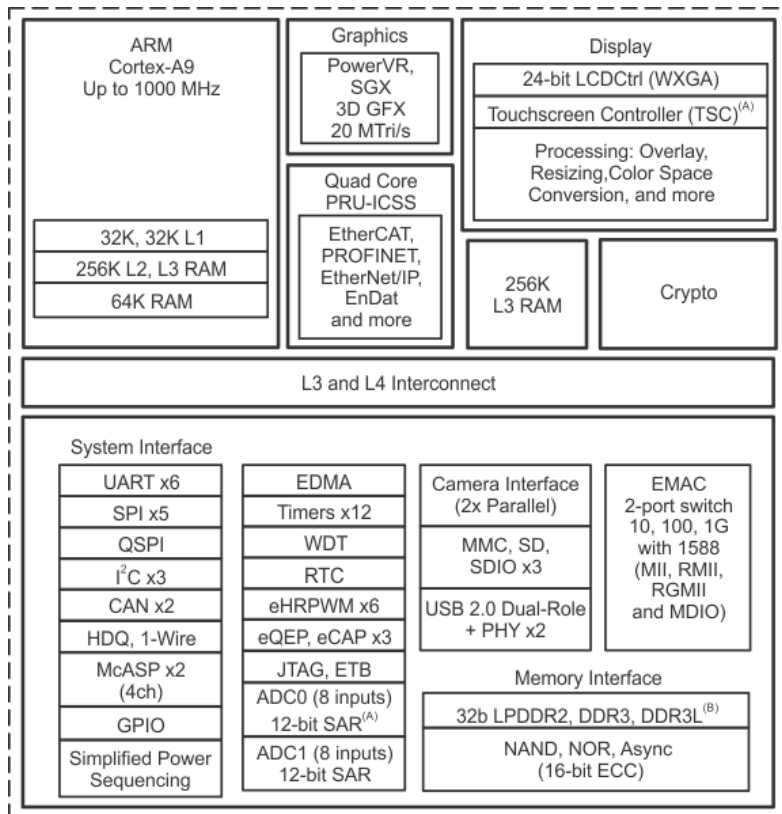 ARM
Cortex-A9
Up to 1000 MHz
32K, 32K L1
256K L2, L3 RAM
64K RAM
Graphics
PowerVR,
SGX
3D GFX
20 MTri/s
Quad Core
PRU-ICSS
EtherCAT,
PROFINET,
EtherNet/IP,
EnDat
and more
Display
24-bit LCDCtrl (WXGA)
Touchscreen Controller (TSC)(A)
Processing: Overlay,
Resizing,Color Space
Conversion, and more
256K
L3 RAM
Crypto
L3 and L4 Interconnect
System Interface
UART x6
SPI x5
QSPI
I2C x3
CAN x2
HDQ, 1-Wire
McASP x2
(4ch)
GPIO
Simplified Power
Sequencing
EDMA
Timers x12
WDT
RTC
eHRPWM x6
eQEP, eCAP x3
JTAG, ETB
ADC0 (8 inputs)
12-bit SAR(A)
ADC1 (8 inputs)
12-bit SAR
Camera Interface
(2x Parallel)
MMC, SD,
SDIO x3
USB 2.0 Dual-Role
+ PHY x2
EMAC
2-port switch
10, 100, 1G
with 1588
(MII, RMII,
RGMII
and MDIO)
Memory Interface
32b LPDDR2, DDR3, DDR3L(B)
NAND, NOR, Async
(16-bit ECC)